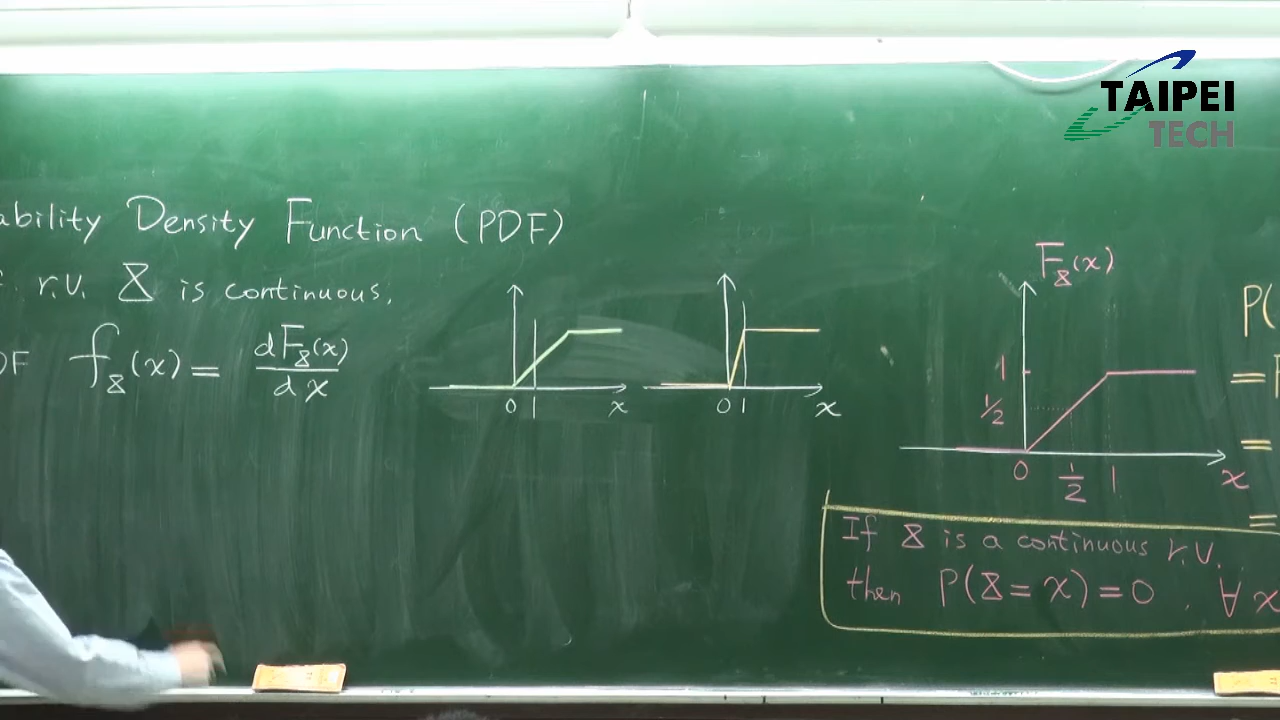 TAIPEI
TECH
ability Density Function (PDF)
r.v. X is continuous.
DF f_X(x) = dF_X(x) / dx
0 1 x
0 1 x
F_X(x)
1
1/2
0 1/2 1 x
P(
=
=
=
If X is a continuous r.v.
then P(X = x) = 0 . ∀ x